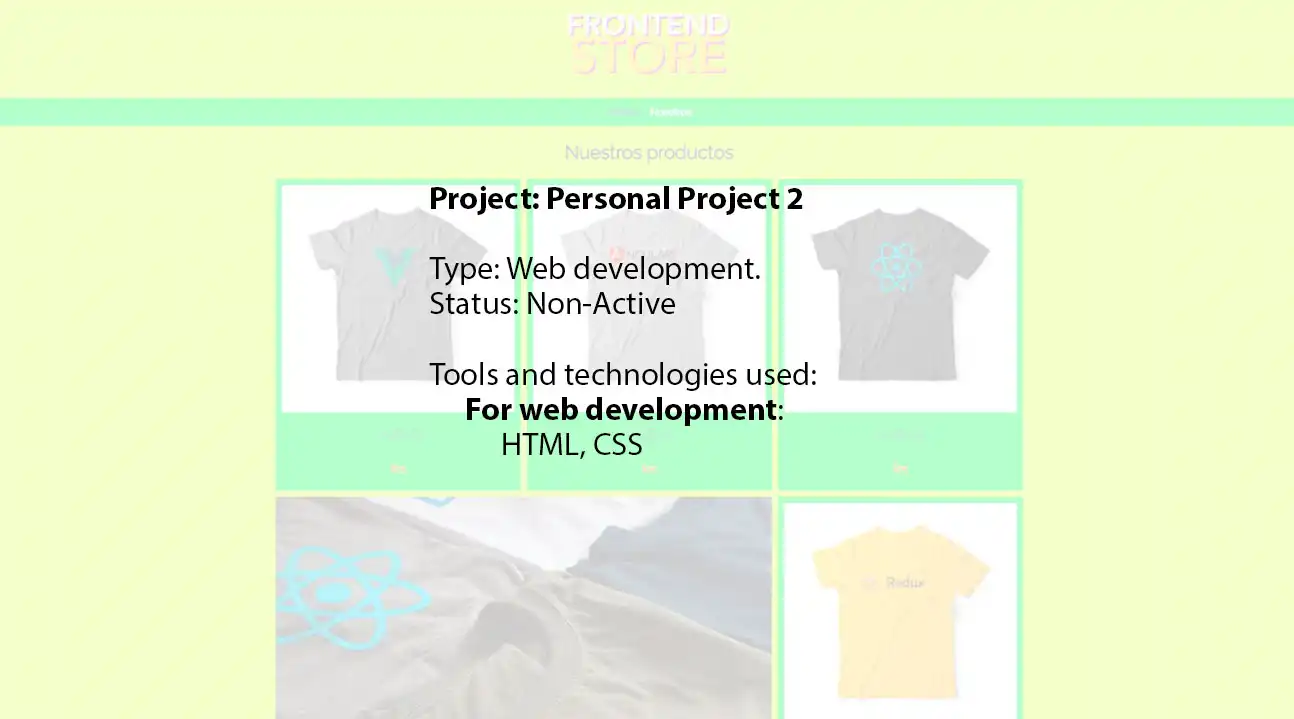 FRONTEND
STORE
Nosotros
Nuestros productos
Project: Personal Project 2
Type: Web development.
Status: Non-Active
Tools and technologies used:
For web development:
HTML, CSS
Redux